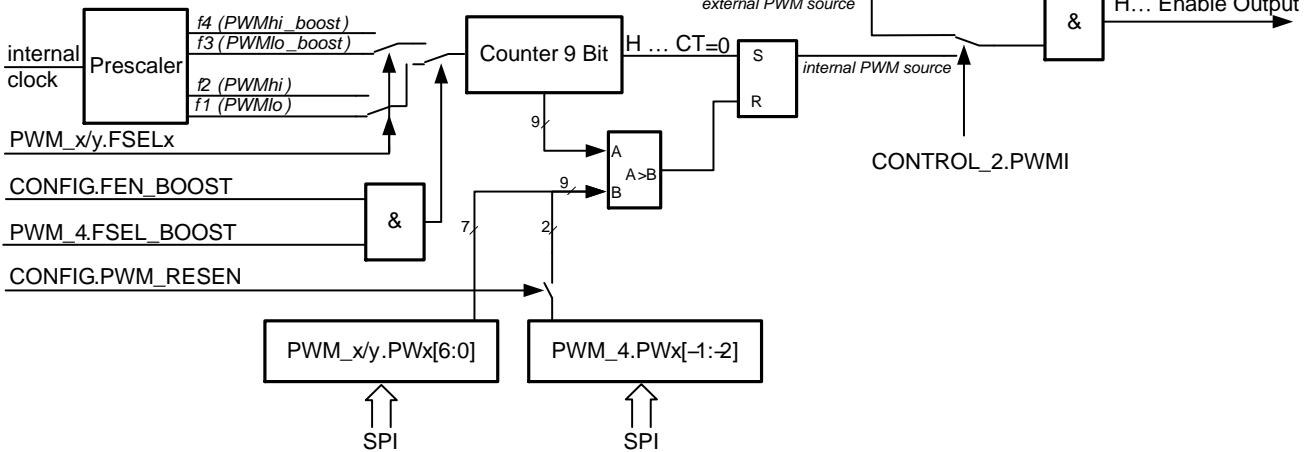 external PWM source
H... Enable Output
&
f4 (PWMhi_boost)
f3 (PWMlo_boost)
internal
clock
Prescaler
f2 (PWMhi)
f1 (PWMlo)
Counter 9 Bit
H ... CT=0
S
R
internal PWM source
PWM_x/y.FSELx
9
A
A>B
B
CONTROL_2.PWMI
CONFIG.FEN_BOOST
9
&
7
2
PWM_4.FSEL_BOOST
CONFIG.PWM_RESEN
PWM_x/y.PWx[6:0]
PWM_4.PWx[–1:–2]
SPI
SPI